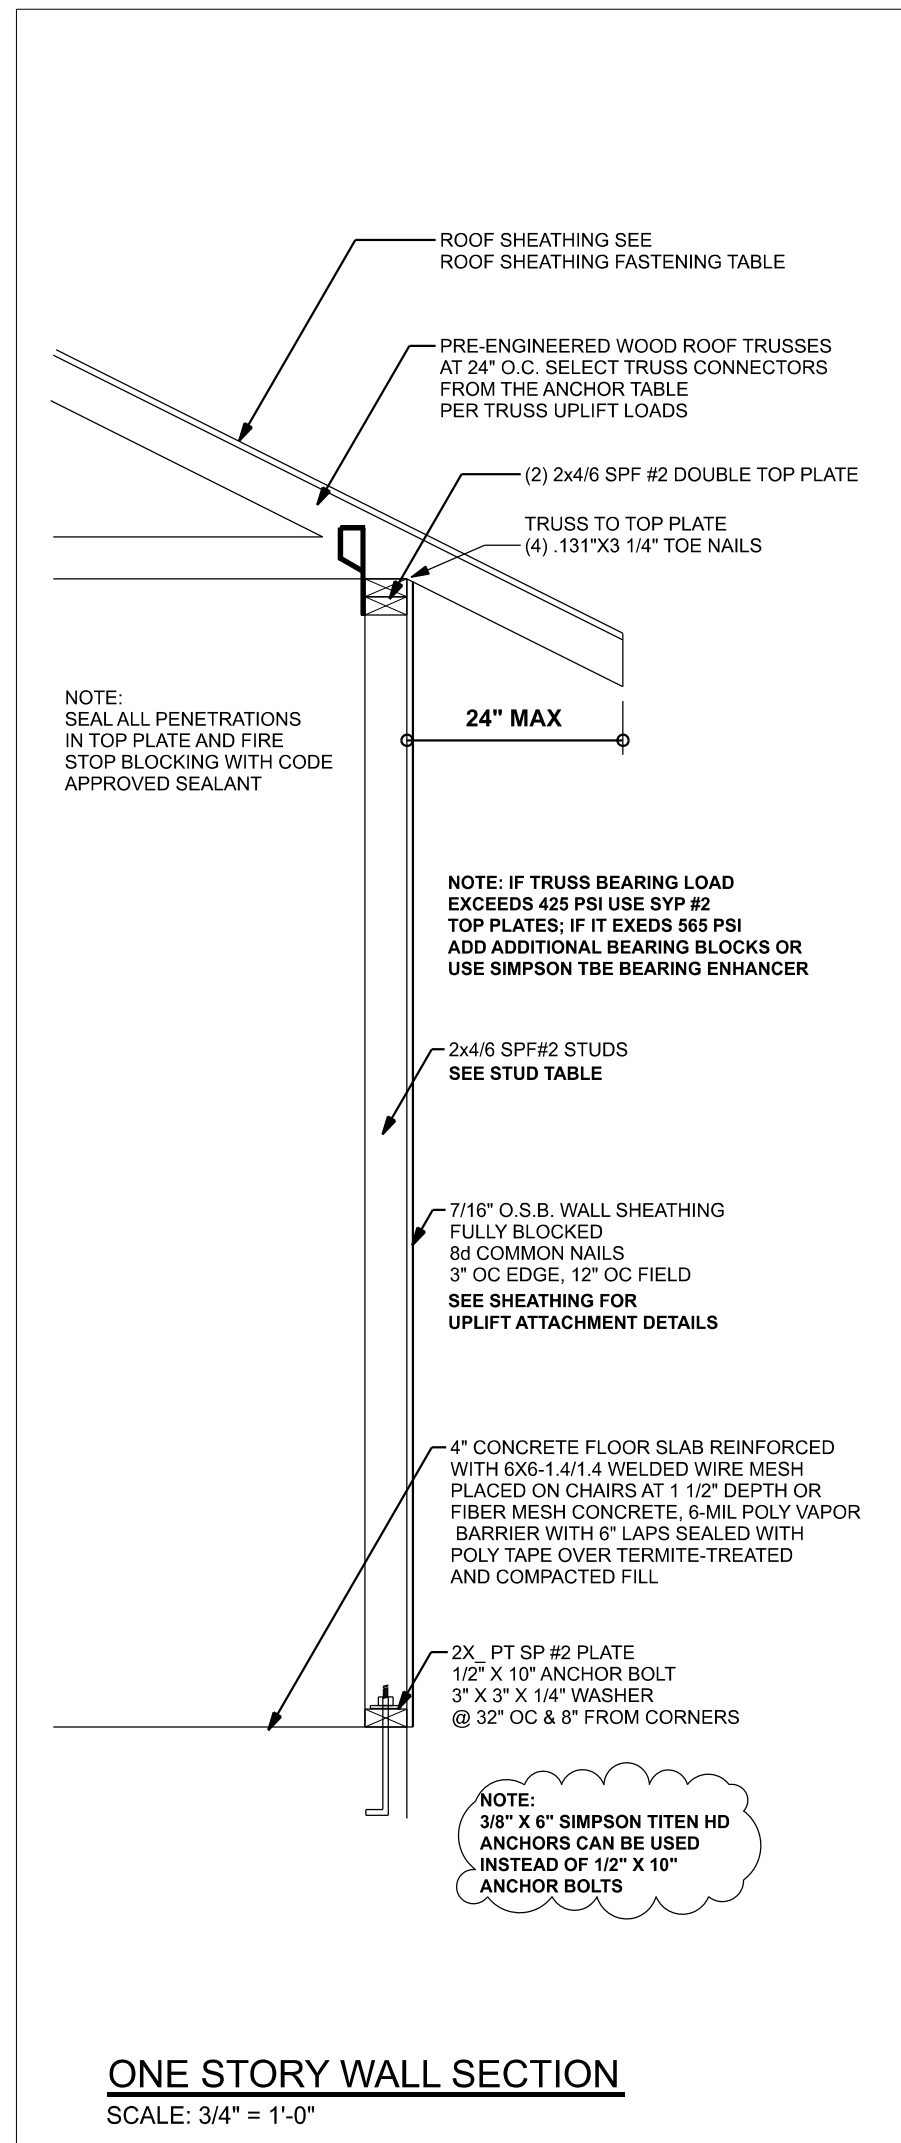 ROOF SHEATHING SEE
ROOF SHEATHING FASTENING TABLE
PRE-ENGINEERED WOOD ROOF TRUSSES
AT 24" O.C. SELECT TRUSS CONNECTORS
FROM THE ANCHOR TABLE
PER TRUSS UPLIFT LOADS
(2) 2x4/6 SPF #2 DOUBLE TOP PLATE
TRUSS TO TOP PLATE
(4) .131"X3 1/4" TOE NAILS
NOTE:
SEAL ALL PENETRATIONS
IN TOP PLATE AND FIRE
STOP BLOCKING WITH CODE
APPROVED SEALANT
24" MAX
NOTE: IF TRUSS BEARING LOAD
EXCEEDS 425 PSI USE SYP #2
TOP PLATES; IF IT EXEDS 565 PSI
ADD ADDITIONAL BEARING BLOCKS OR
USE SIMPSON TBE BEARING ENHANCER
2x4/6 SPF#2 STUDS
SEE STUD TABLE
7/16" O.S.B. WALL SHEATHING
FULLY BLOCKED
8d COMMON NAILS
3" OC EDGE, 12" OC FIELD
SEE SHEATHING FOR
UPLIFT ATTACHMENT DETAILS
4" CONCRETE FLOOR SLAB REINFORCED
WITH 6X6-1.4/1.4 WELDED WIRE MESH
PLACED ON CHAIRS AT 1 1/2" DEPTH OR
FIBER MESH CONCRETE, 6-MIL POLY VAPOR
BARRIER WITH 6" LAPS SEALED WITH
POLY TAPE OVER TERMITE-TREATED
AND COMPACTED FILL
2X_ PT SP #2 PLATE
1/2" X 10" ANCHOR BOLT
3" X 3" X 1/4" WASHER
@ 32" OC & 8" FROM CORNERS
NOTE:
3/8" X 6" SIMPSON TITEN HD
ANCHORS CAN BE USED
INSTEAD OF 1/2" X 10"
ANCHOR BOLTS
ONE STORY WALL SECTION
SCALE: 3/4" = 1'-0"